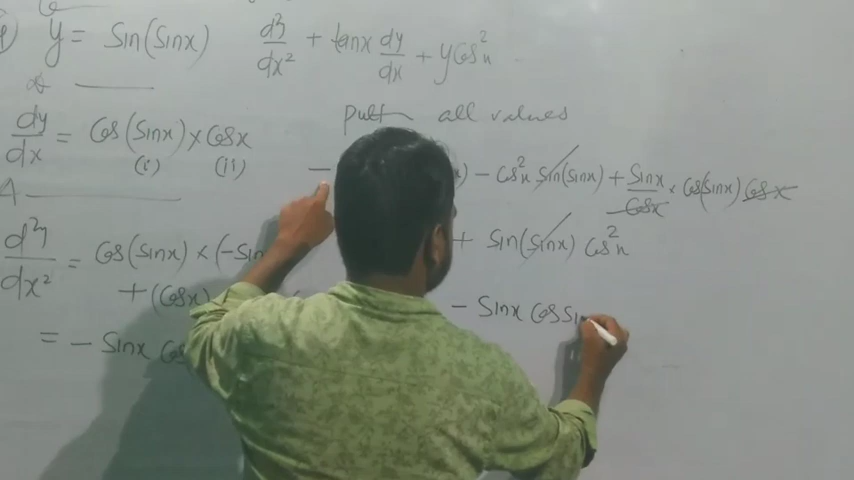 y = Sin(Sinx) d²y/dx² + tanx dy/dx + y Cos²x
dy/dx = Cos(Sinx) × Cosx
(i) (ii)
put all values
) - Cos²x Sin(Sinx) + Sinx/Cosx × Cos(Sinx) Cosx
+ Sin(Sinx) Cos²x
d²y/dx² = Cos(Sinx) × (-Sin
+ (Cosx)
- Sinx CosSin
= - Sinx Cos